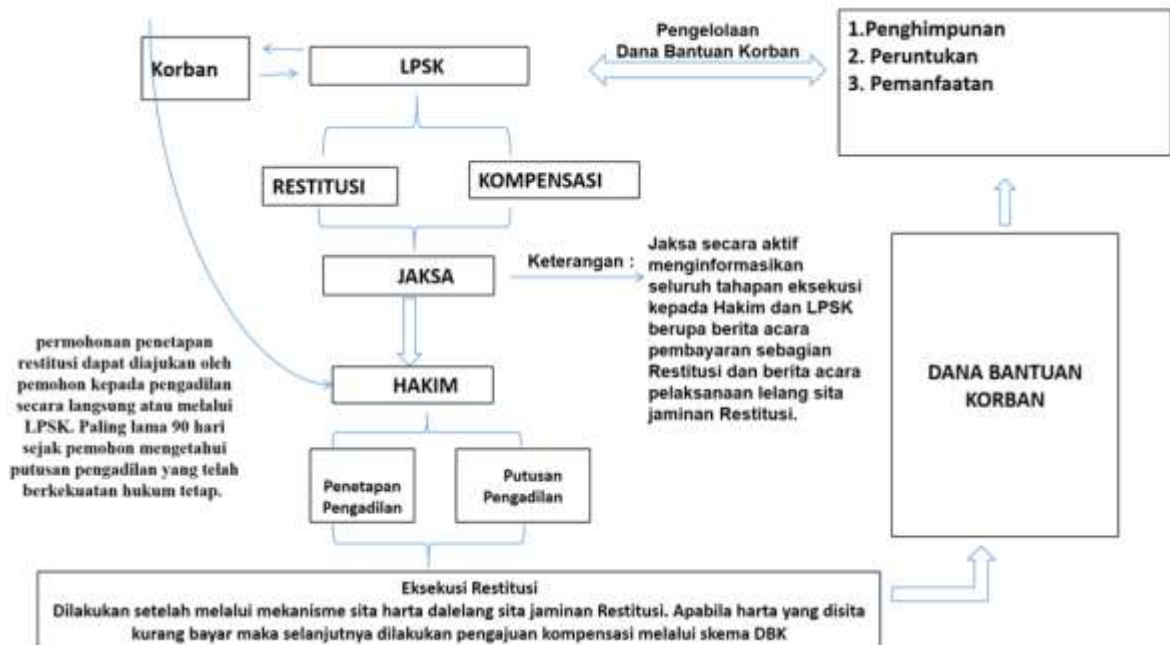 Korban
LPSK
Pengelolaan
Dana Bantuan Korban
1.Penghimpunan
2. Peruntukan
3. Pemanfaatan
RESTITUSI
KOMPENSASI
JAKSA
Keterangan :
Jaksa secara aktif
menginformasikan
seluruh tahapan eksekusi
kepada Hakim dan LPSK
berupa berita acara
pembayaran sebagian
Restitusi dan berita acara
pelaksanaan lelang sita
jaminan Restitusi.
permohonan penetapan
restitusi dapat diajukan oleh
pemohon kepada pengadilan
secara langsung atau melalui
LPSK. Paling lama 90 hari
sejak pemohon mengetahui
putusan pengadilan yang telah
berkekuatan hukum tetap.
HAKIM
DANA BANTUAN
KORBAN
Penetapan
Pengadilan
Putusan
Pengadilan
Eksekusi Restitusi
Dilakukan setelah melalui mekanisme sita harta dalelang sita jaminan Restitusi. Apabila harta yang disita
kurang bayar maka selanjutnya dilakukan pengajuan kompensasi melalui skema DBK